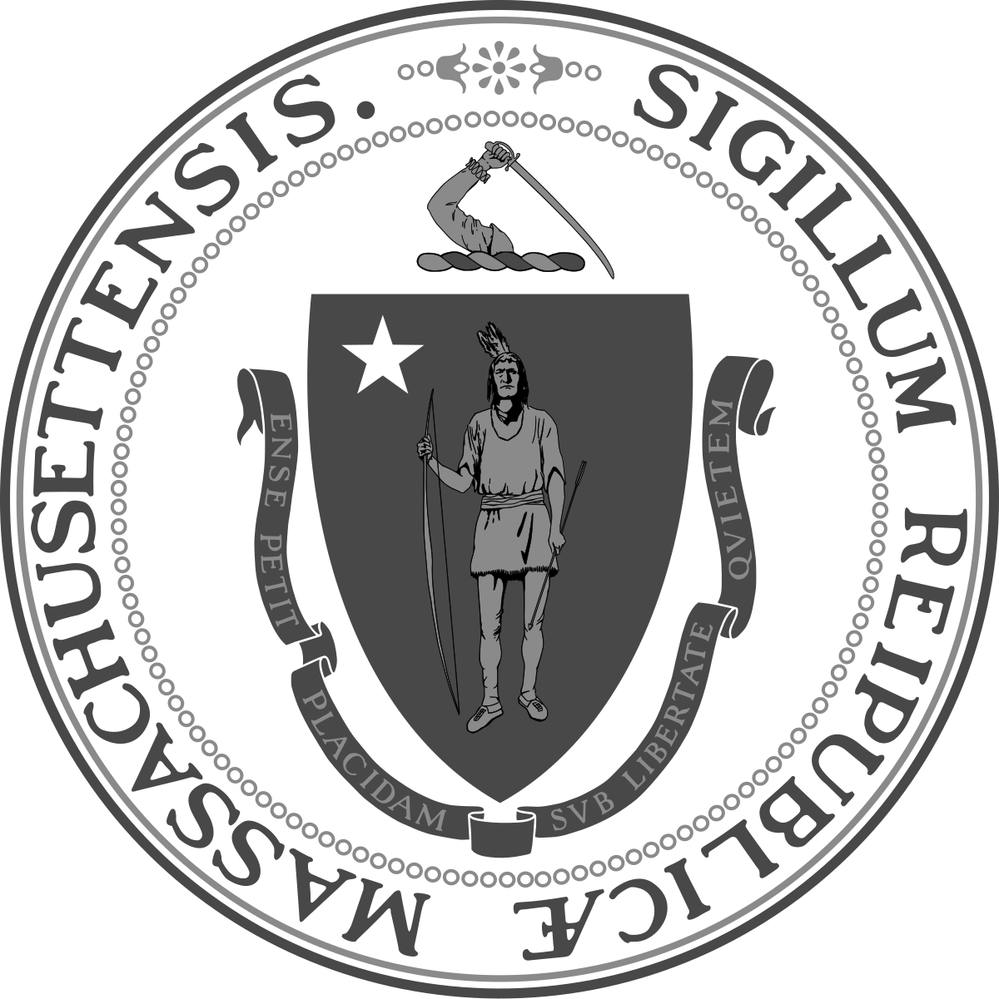 SIGILLUM REIPUBLICÆ MASSACHUSETTENSIS.
ENSE PETIT
PLACIDAM
SVB LIBERTATE
QVIETEM